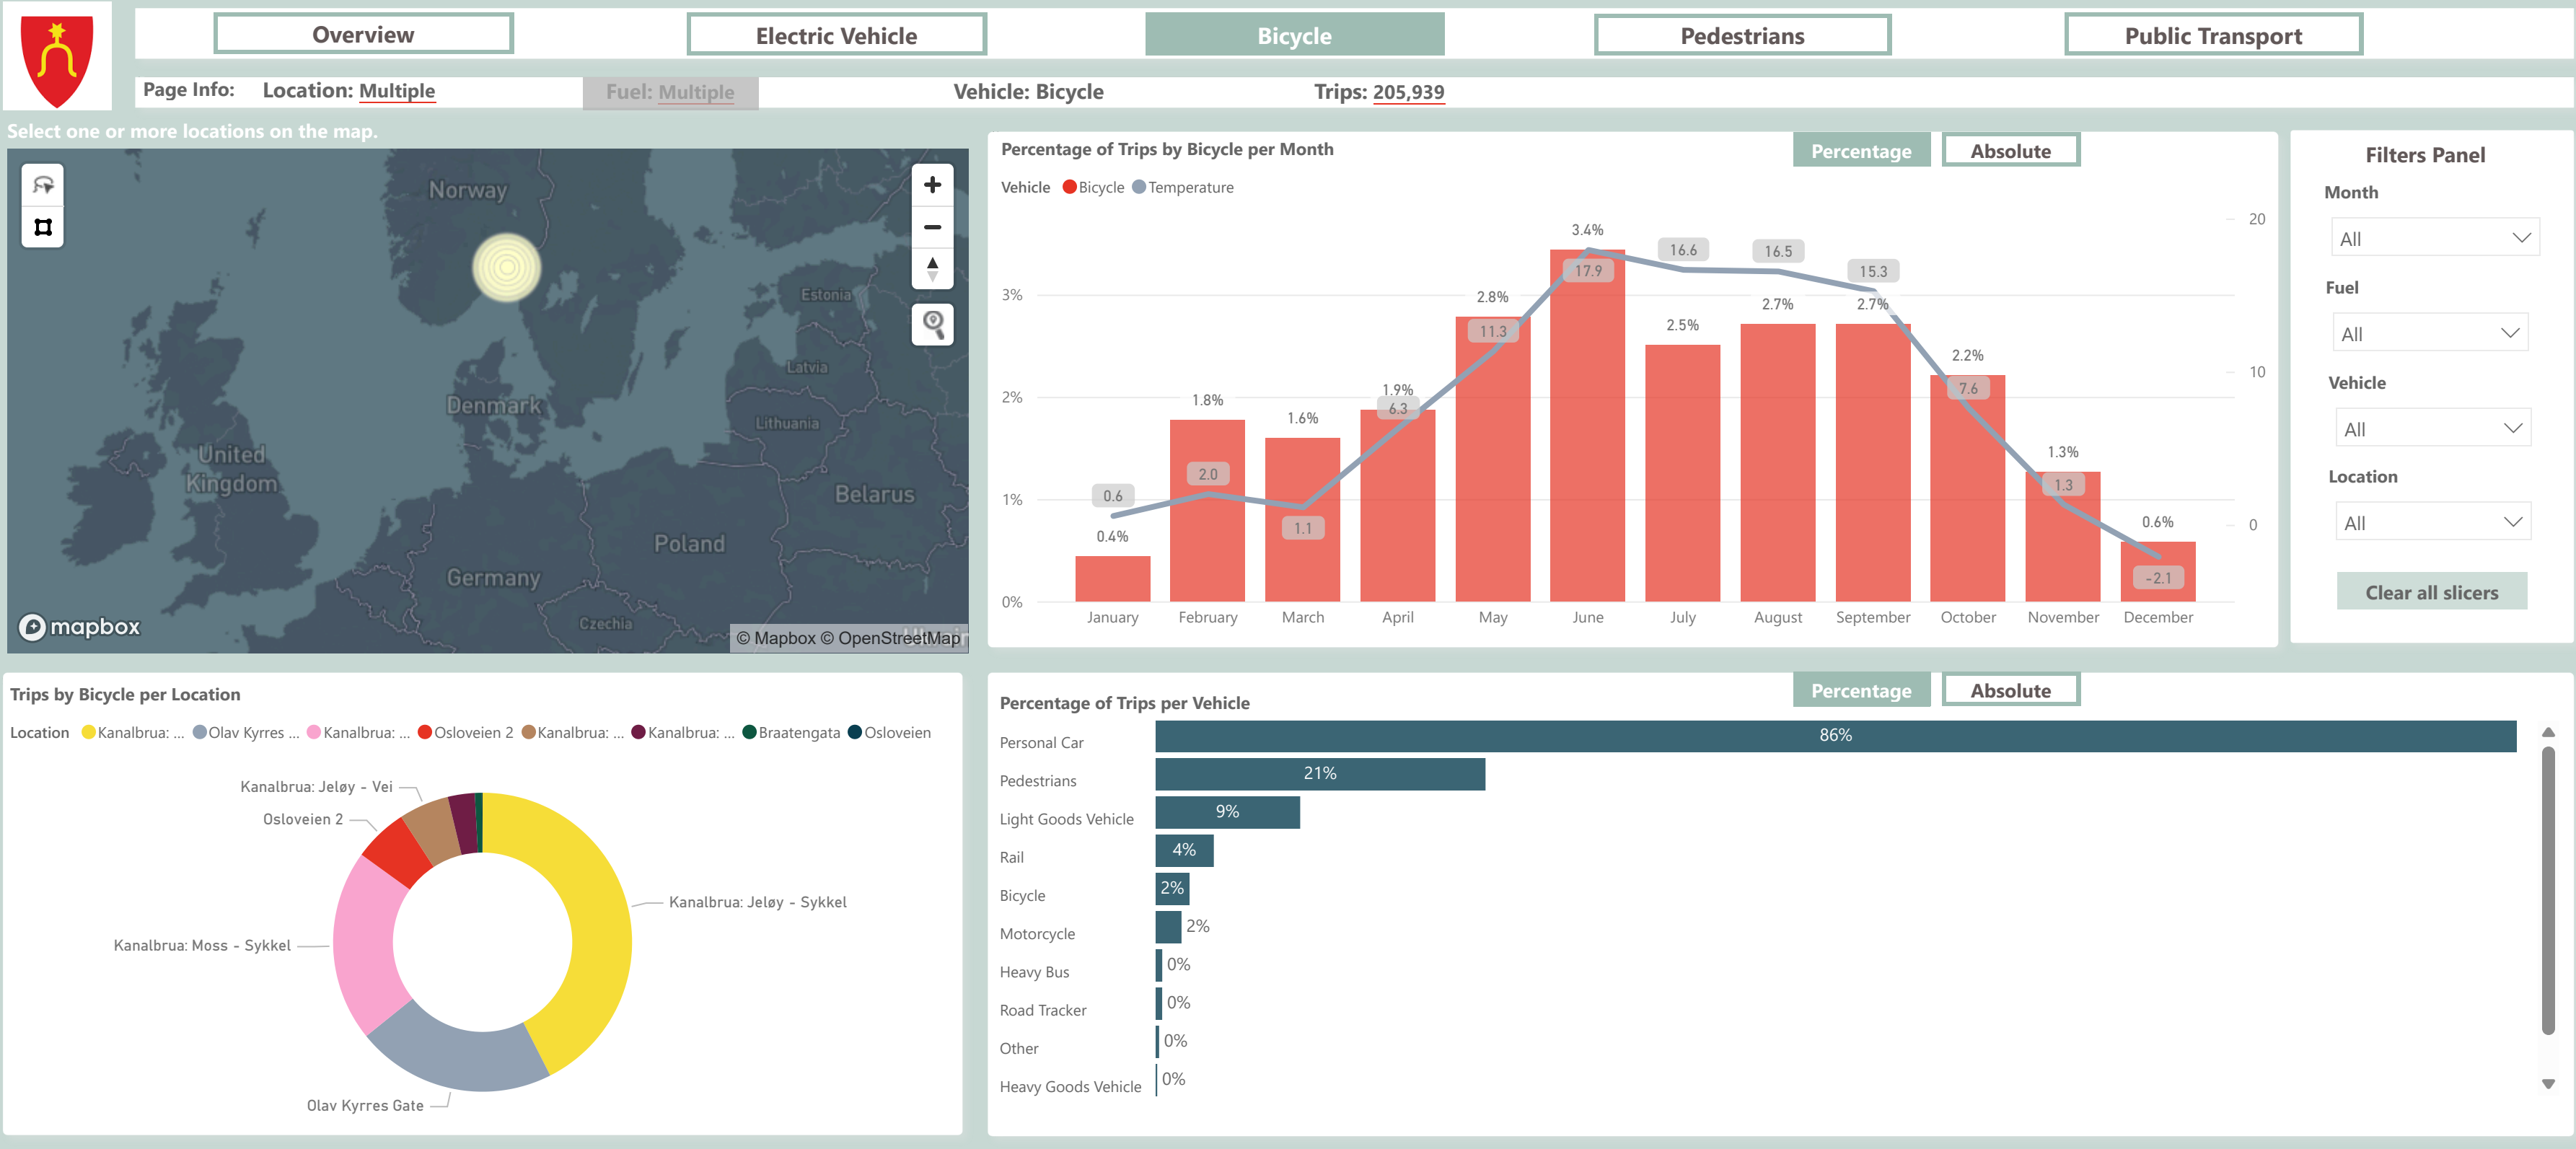 Overview
Electric Vehicle
Bicycle
Pedestrians
Public Transport
Page Info:
Location: Multiple
Fuel: Multiple
Vehicle: Bicycle
Trips: 205,939
Select one or more locations on the map.
Norway
Estonia
Latvia
Denmark
Lithuania
United
Kingdom
Belarus
Poland
Germany
Czechia
mapbox
© Mapbox © OpenStreetMap
Percentage of Trips by Bicycle per Month
Percentage
Absolute
Vehicle Bicycle Temperature
3%
2%
1%
0%
20
10
0
0.6
0.4%
1.8%
2.0
1.6%
1.1
1.9%
6.3
2.8%
11.3
3.4%
17.9
16.6
2.5%
16.5
2.7%
15.3
2.7%
2.2%
7.6
1.3%
1.3
0.6%
-2.1
January February March April May June July August September October November December
Filters Panel
Month
All
Fuel
All
Vehicle
All
Location
All
Clear all slicers
Trips by Bicycle per Location
Location Kanalbrua: ... Olav Kyrres ... Kanalbrua: ... Osloveien 2 Kanalbrua: ... Kanalbrua: ... Braatengata Osloveien
Kanalbrua: Jeløy - Vei
Osloveien 2
Kanalbrua: Jeløy - Sykkel
Kanalbrua: Moss - Sykkel
Olav Kyrres Gate
Percentage of Trips per Vehicle
Percentage
Absolute
Personal Car 86%
Pedestrians 21%
Light Goods Vehicle 9%
Rail 4%
Bicycle 2%
Motorcycle 2%
Heavy Bus 0%
Road Tracker 0%
Other 0%
Heavy Goods Vehicle 0%